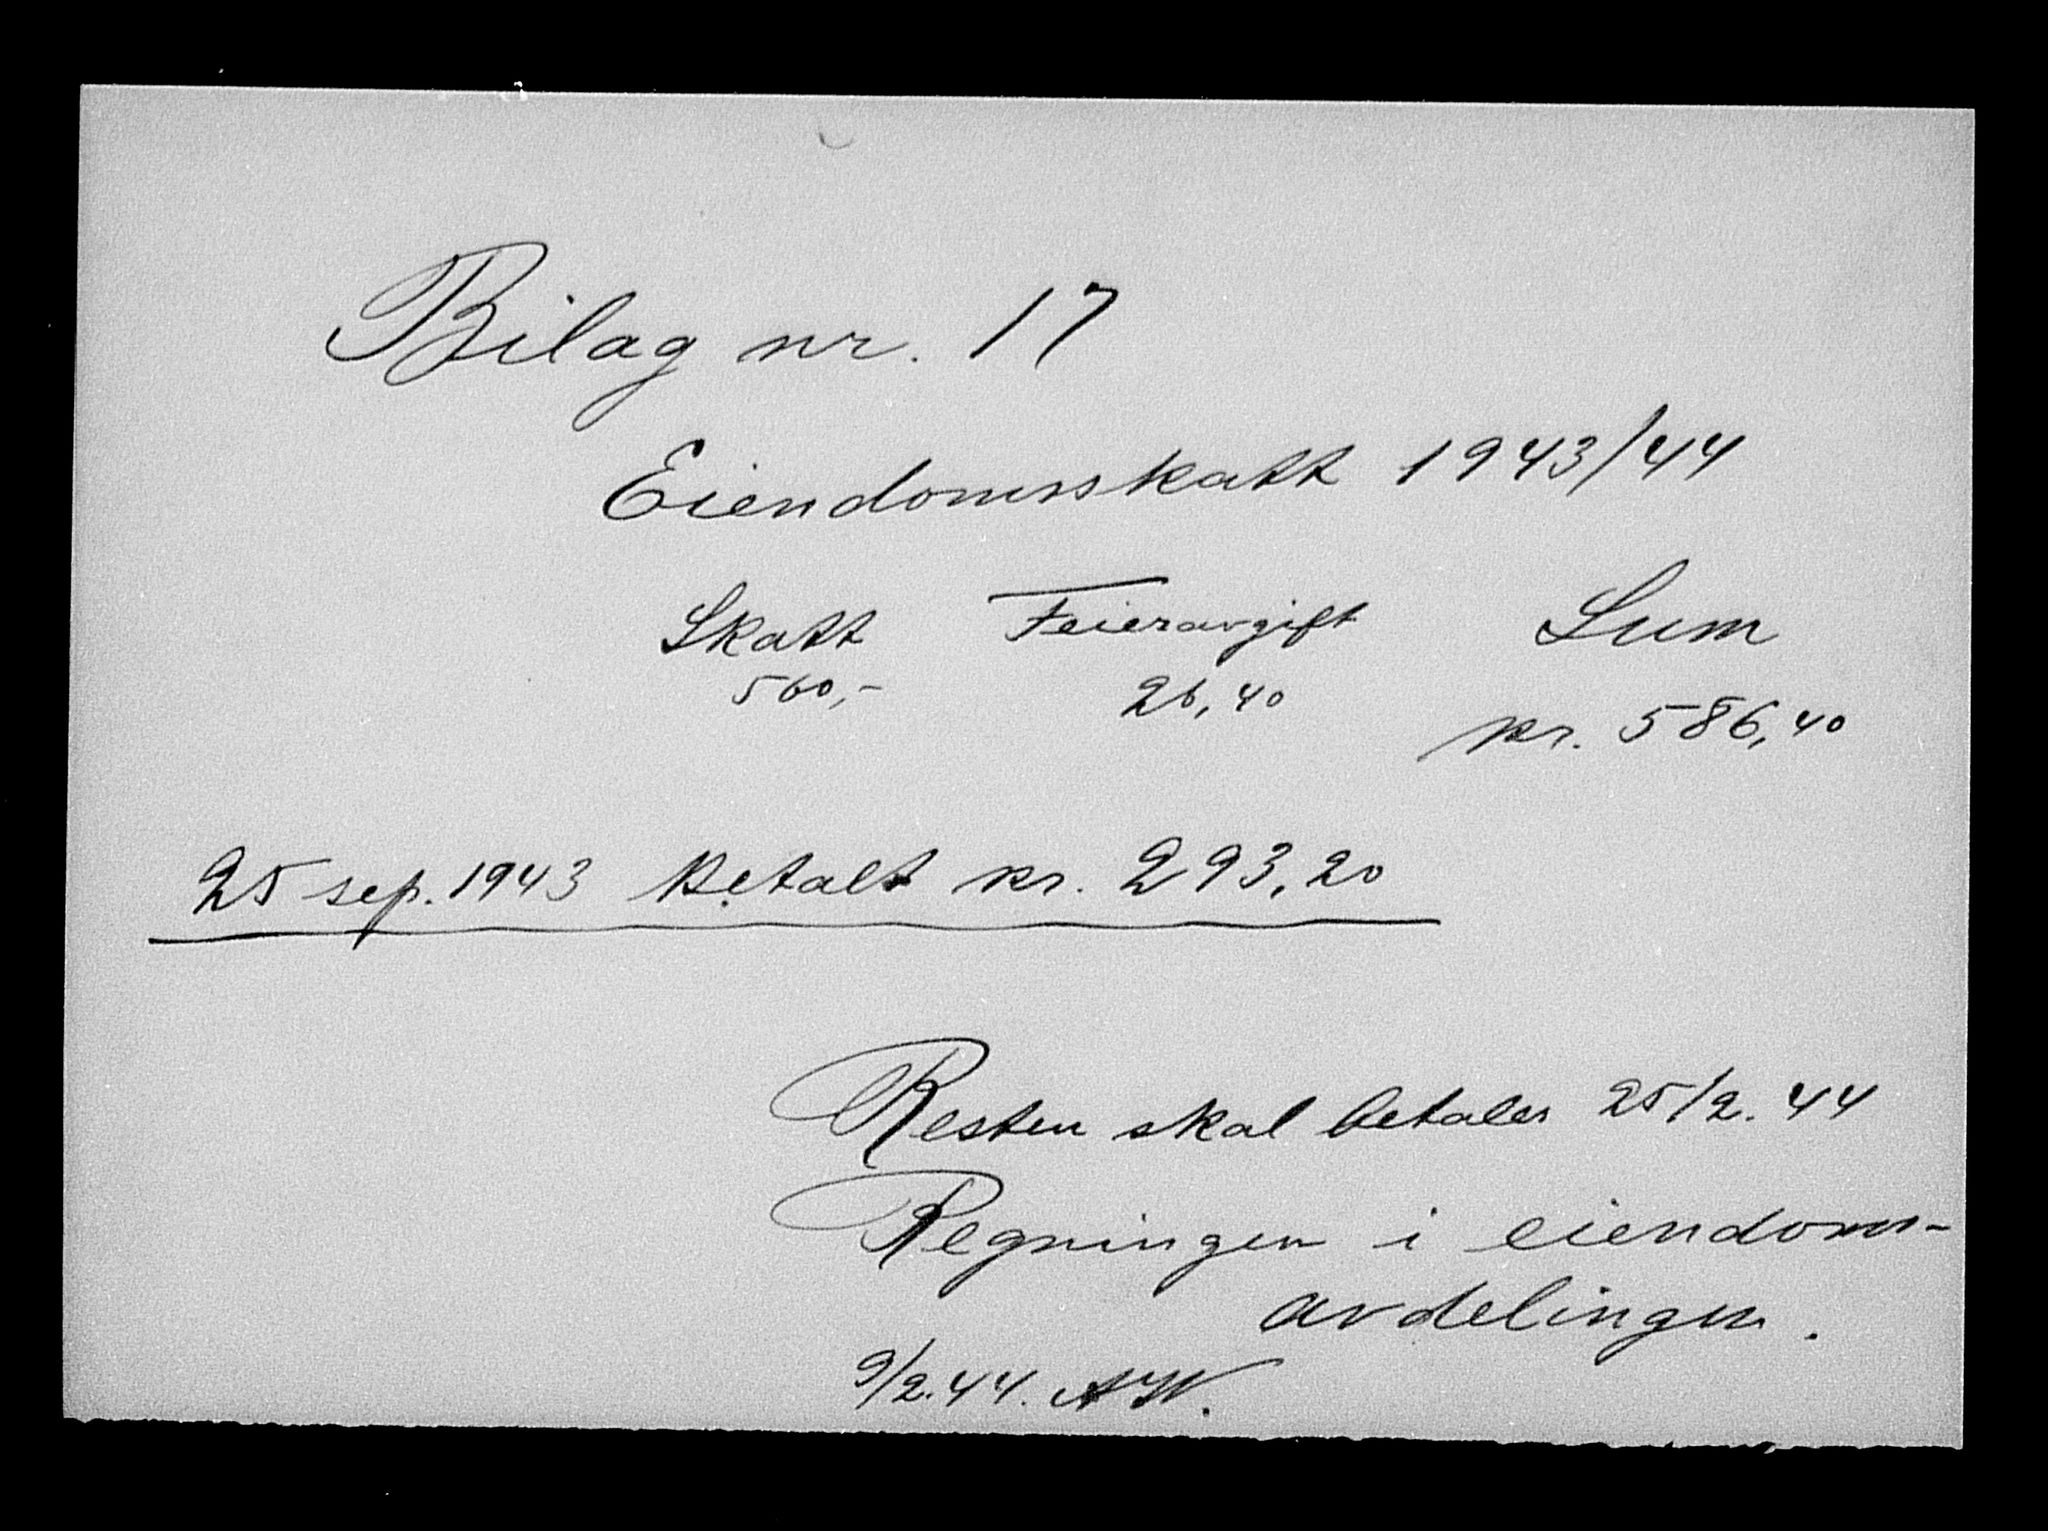 Bilag nr. 17
Eiendomsskatt 1943/44
Skatt Feieravgift Sum
560,- 26,40 kr. 586,40
25 sep. 1943 Betalt kr. 293,20
Resten skal betales 25/2. 44
Regningen i eiendoms-
avdelingen.
9/2.44. AW.